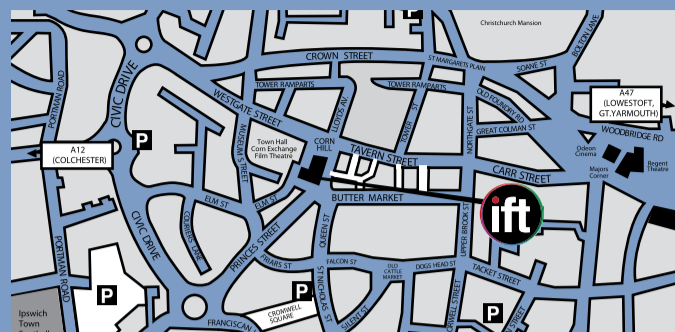 P
Christchurch Mansion
BOLTON LANE
CROWN STREET
ST MARGARETS PLAIN
SOANE ST
CIVIC DRIVE
PORTMAN ROAD
TOWER RAMPARTS
TOWER RAMPARTS
WESTGATE STREET
LLOYDS AV
TOWER ST
OLD FOUNDRY RD
NORTHGATE ST
GREAT COLMAN ST
A47
(LOWESTOFT,
GT.YARMOUTH)
WOODBRIDGE RD
P
A12
(COLCHESTER)
MUSEUM STREET
Town Hall
Corn Exchange
Film Theatre
CORN
HILL
TAVERN STREET
CARR STREET
Odeon
Cinema
Majors
Corner
Regent
Theatre
ELM ST
ELM ST
BUTTER MARKET
ift
CIVIC DRIVE
PRINCES STREET
QUEEN ST
UPPER BROOK ST
FRIARS ST
FALCON ST
OLD
CATTLE
MARKET
DOGS HEAD ST
TACKET STREET
PORTMAN ROAD
P
P
P
ST NICHOLAS ST
SILENT ST
CROMWELL
SQUARE
FRANCISCAN
Ipswich
Town